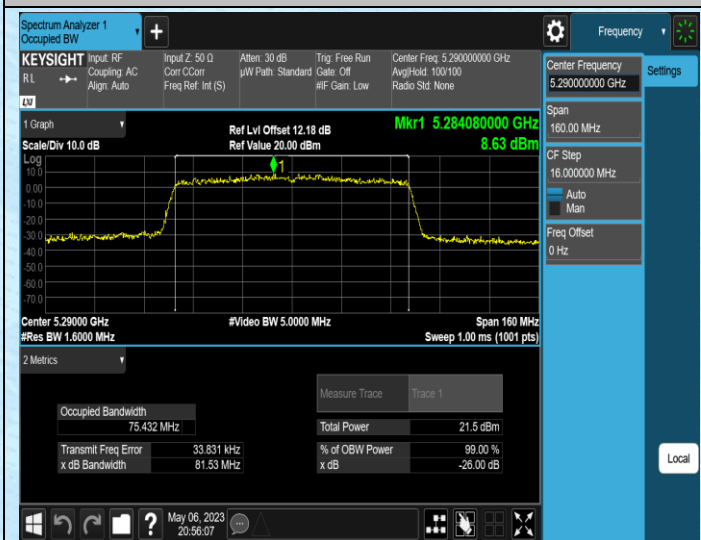 Spectrum Analyzer 1
Occupied BW
Frequency
KEYSIGHT
R L
LXI
Input: RF
Coupling: AC
Align: Auto
Input Z: 50 Ω
Corr CCorr
Freq Ref: Int (S)
Atten: 30 dB
µW Path: Standard
Trig: Free Run
Gate: Off
#IF Gain: Low
Center Freq: 5.290000000 GHz
Avg|Hold: 100/100
Radio Std: None
Center Frequency
5.290000000 GHz
Settings
Span
160.00 MHz
CF Step
16.000000 MHz
Auto
Man
Freq Offset
0 Hz
1 Graph
Scale/Div 10.0 dB
Ref Lvl Offset 12.18 dB
Ref Value 20.00 dBm
Mkr1 5.284080000 GHz
8.63 dBm
Log
10.0
0.00
-10.0
-20.0
-30.0
-40.0
-50.0
-60.0
-70.0
1
Center 5.29000 GHz
#Res BW 1.6000 MHz
#Video BW 5.0000 MHz
Span 160 MHz
Sweep 1.00 ms (1001 pts)
2 Metrics
Measure Trace Trace 1
Occupied Bandwidth
75.432 MHz
Total Power 21.5 dBm
Transmit Freq Error 33.831 kHz
% of OBW Power 99.00 %
x dB Bandwidth 81.53 MHz
x dB -26.00 dB
Local
May 06, 2023
20:56:07